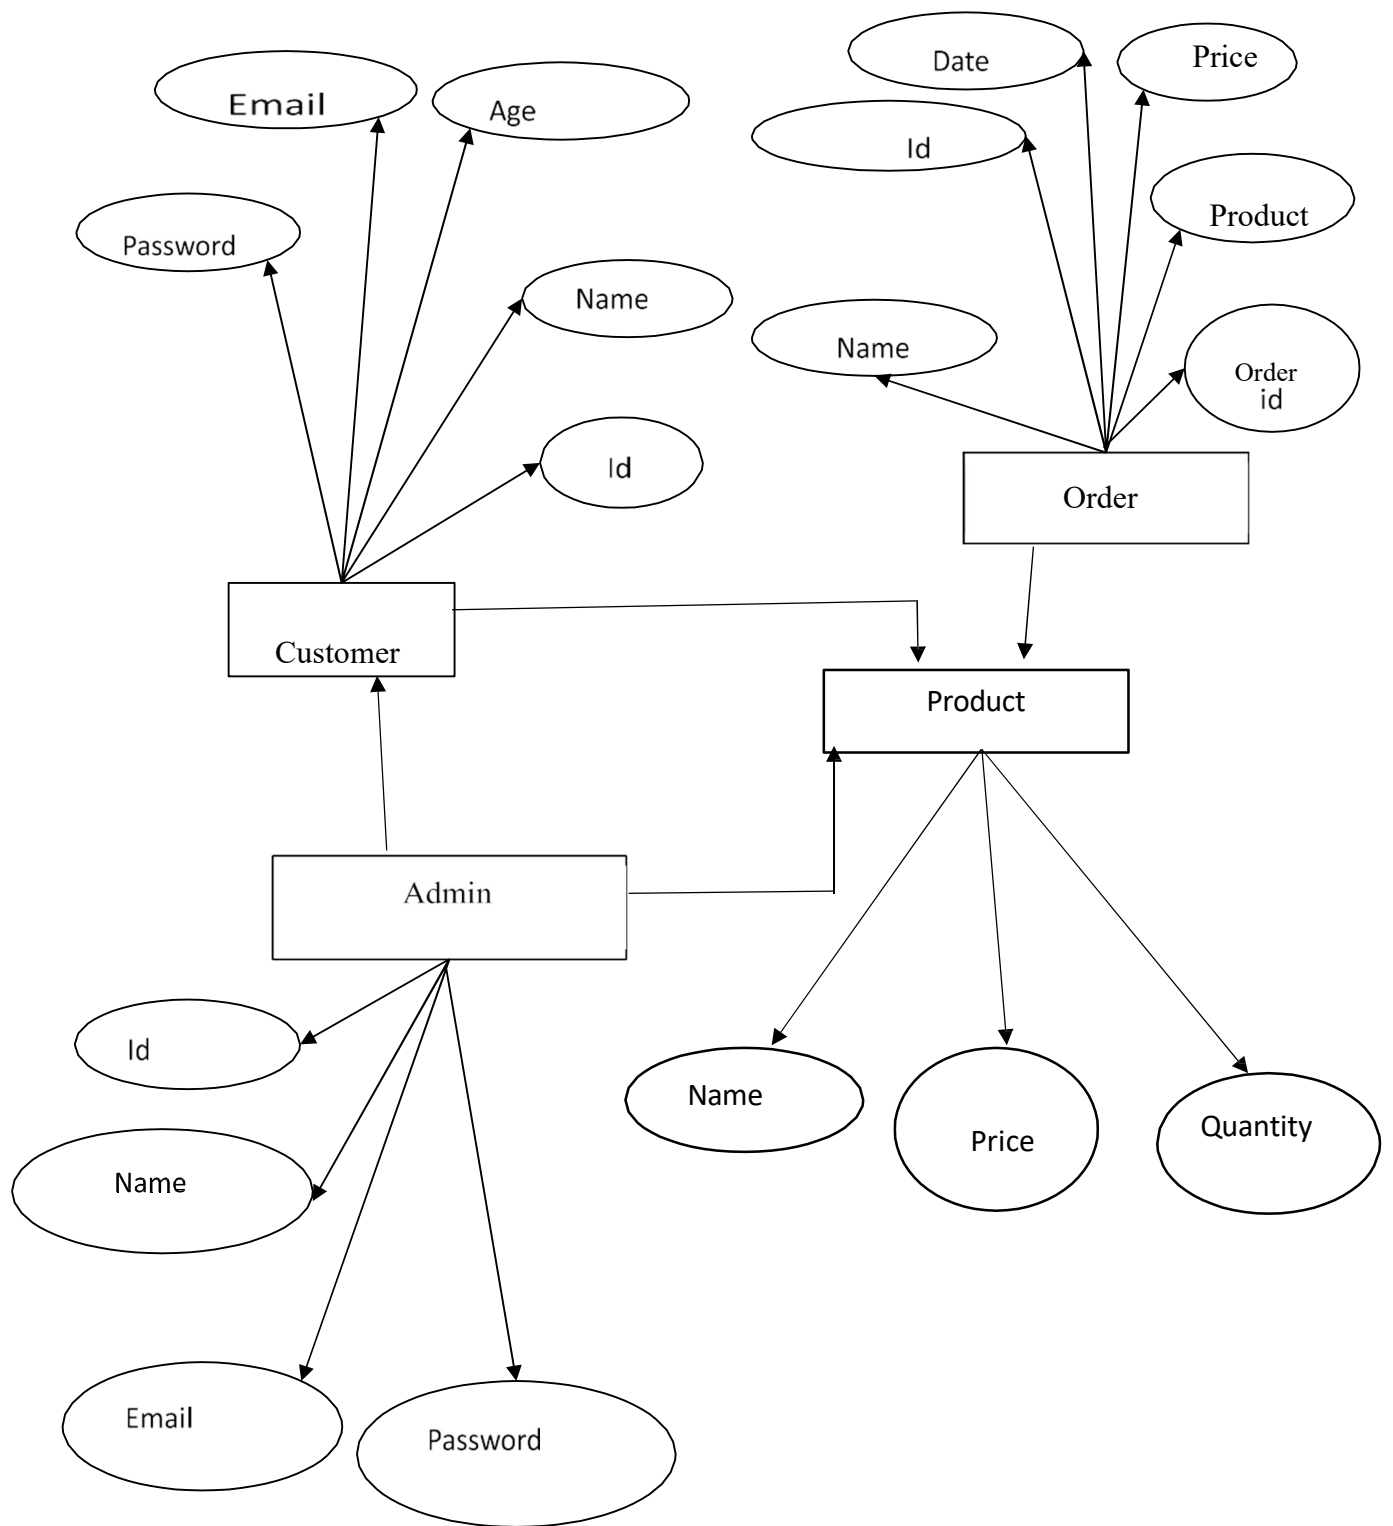 Date
Price
Email
Age
Id
Product
Password
Name
Name
Order
id
Id
Order
Customer
Product
Admin
Id
Name
Price
Quantity
Name
Email
Password